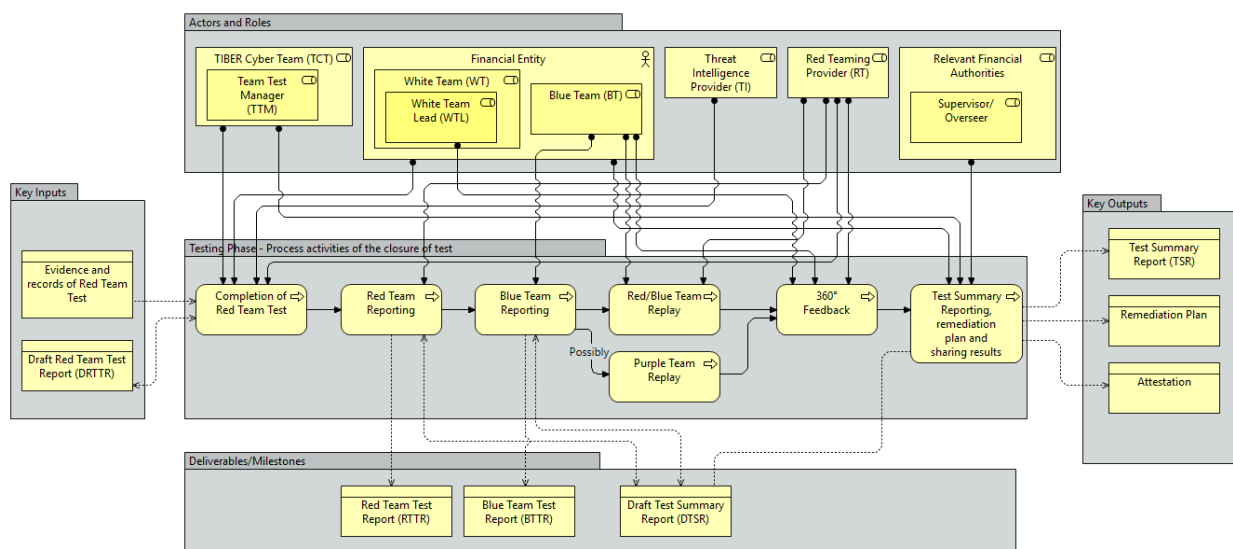 Actors and Roles
TIBER Cyber Team (TCT)
Team Test
Manager
(TTM)
Financial Entity
White Team (WT)
White Team
Lead (WTL)
Blue Team (BT)
Threat
Intelligence
Provider (TI)
Red Teaming
Provider (RT)
Relevant Financial
Authorities
Supervisor/
Overseer
Key Inputs
Evidence and
records of Red Team
Test
Draft Red Team Test
Report (DRTTR)
Testing Phase - Process activities of the closure of test
Completion of
Red Team Test
Red Team
Reporting
Blue Team
Reporting
Red/Blue Team
Replay
360°
Feedback
Test Summary
Reporting,
remediation
plan and
sharing results
Possibly
Purple Team
Replay
Key Outputs
Test Summary
Report (TSR)
Remediation Plan
Attestation
Deliverables/Milestones
Red Team Test
Report (RTTR)
Blue Team Test
Report (BTTR)
Draft Test Summary
Report (DTSR)